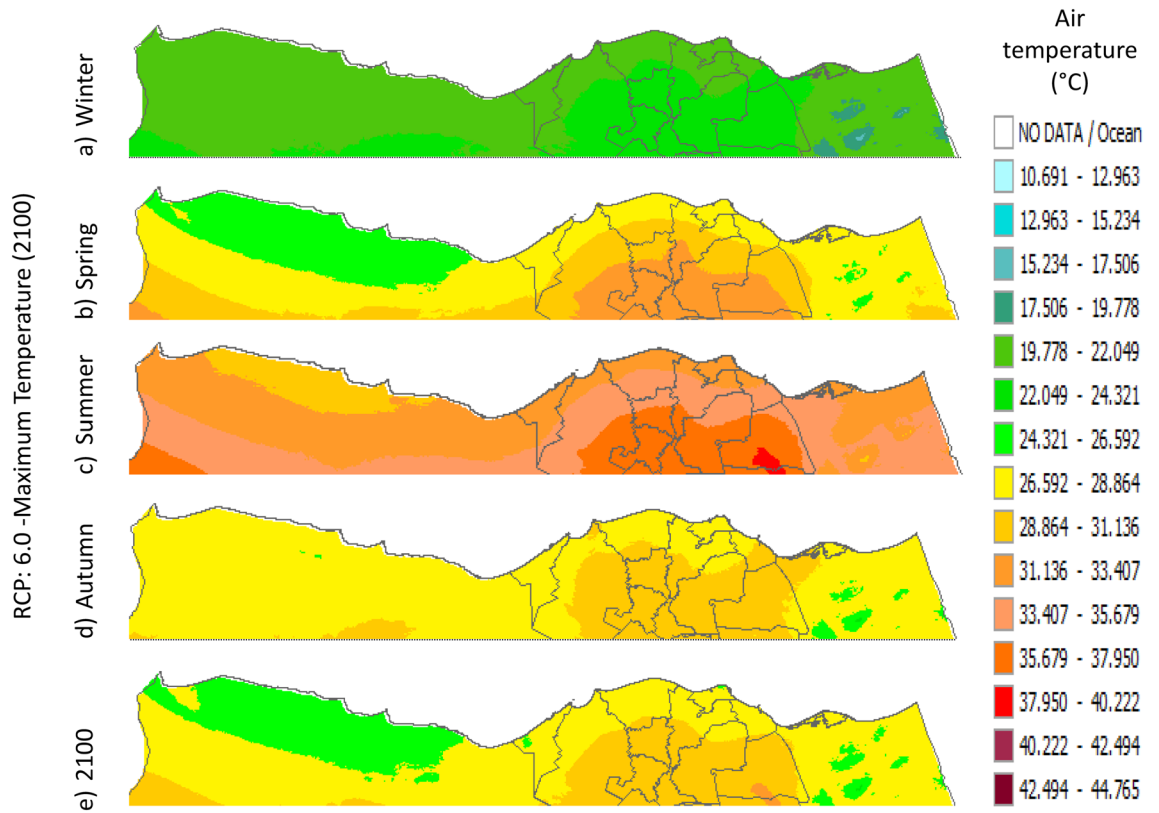 RCP: 6.0 -Maximum Temperature (2100)
a) Winter
b) Spring
c) Summer
d) Autumn
e) 2100
Air
temperature
(°C)
NO DATA / Ocean
10.691 - 12.963
12.963 - 15.234
15.234 - 17.506
17.506 - 19.778
19.778 - 22.049
22.049 - 24.321
24.321 - 26.592
26.592 - 28.864
28.864 - 31.136
31.136 - 33.407
33.407 - 35.679
35.679 - 37.950
37.950 - 40.222
40.222 - 42.494
42.494 - 44.765